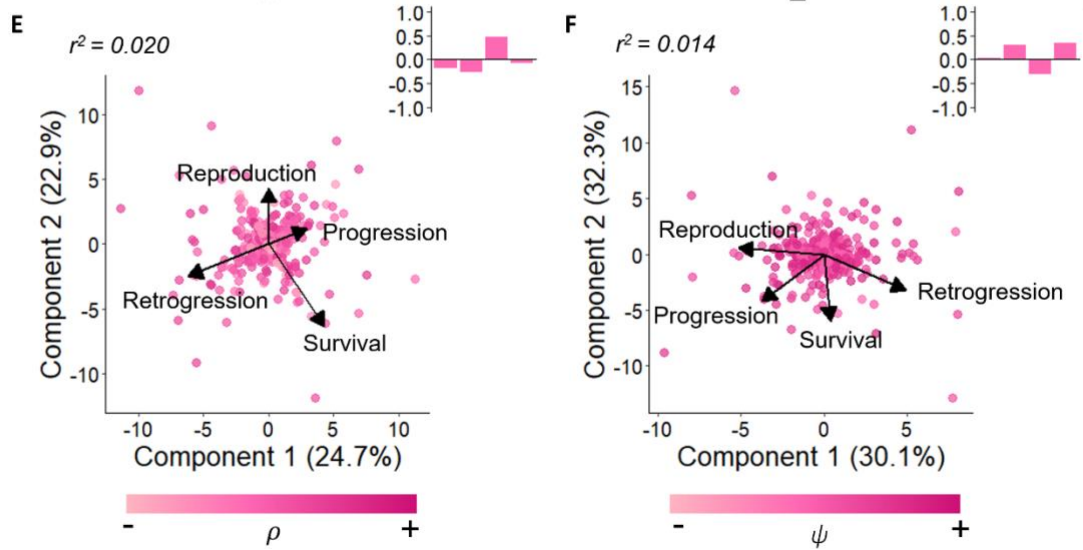 E
r² = 0.020
1.0
0.5
0.0
-0.5
-1.0
Component 2 (22.9%)
10
5
0
-5
-10
Reproduction
Progression
Retrogression
Survival
-10 -5 0 5 10
Component 1 (24.7%)
- ρ +
F
r² = 0.014
1.0
0.5
0.0
-0.5
-1.0
Component 2 (32.3%)
15
10
5
0
-5
-10
Reproduction
Retrogression
Progression
Survival
-10 -5 0 5
Component 1 (30.1%)
- ψ +